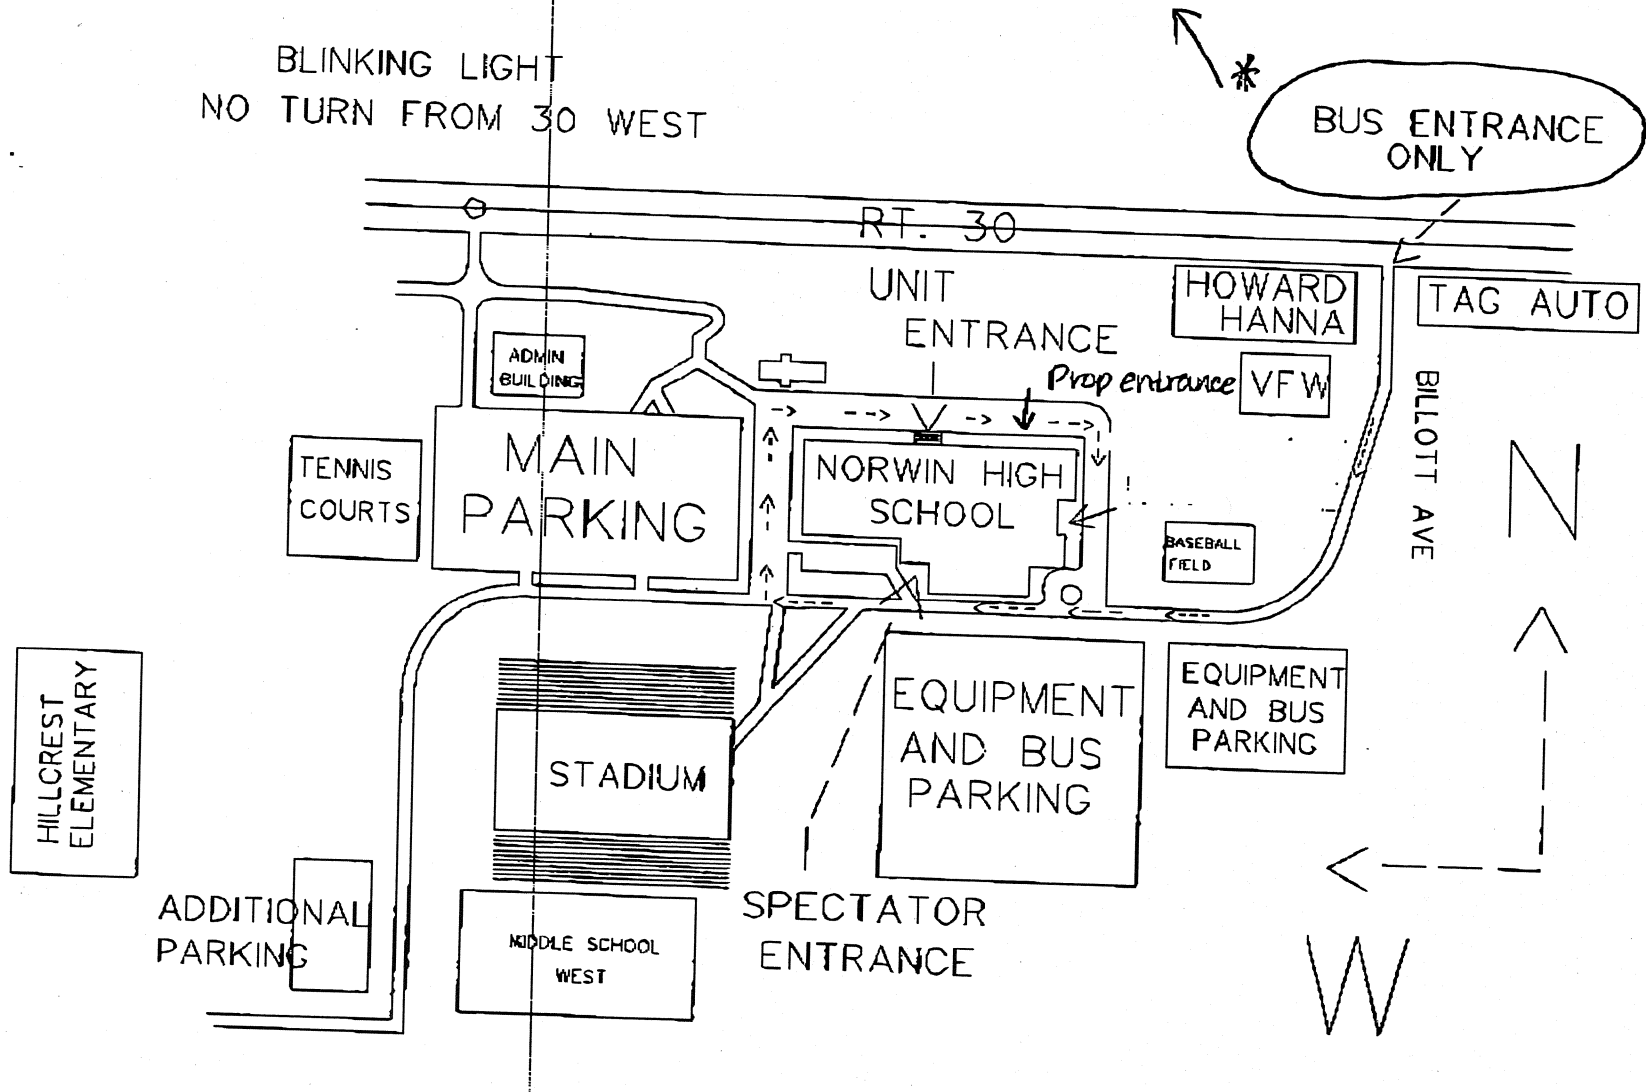 BLINKING LIGHT
NO TURN FROM 30 WEST
*
BUS ENTRANCE
ONLY
RT. 30
UNIT
ENTRANCE
HOWARD
HANNA
TAG AUTO
ADMIN
BUILDING
Prop entrance
VFW
BILLOTT AVE
MAIN
PARKING
TENNIS
COURTS
NORWIN HIGH
SCHOOL
BASEBALL
FIELD
N
HILLCREST
ELEMENTARY
STADIUM
EQUIPMENT
AND BUS
PARKING
EQUIPMENT
AND BUS
PARKING
ADDITIONAL
PARKING
MIDDLE SCHOOL
WEST
SPECTATOR
ENTRANCE
W